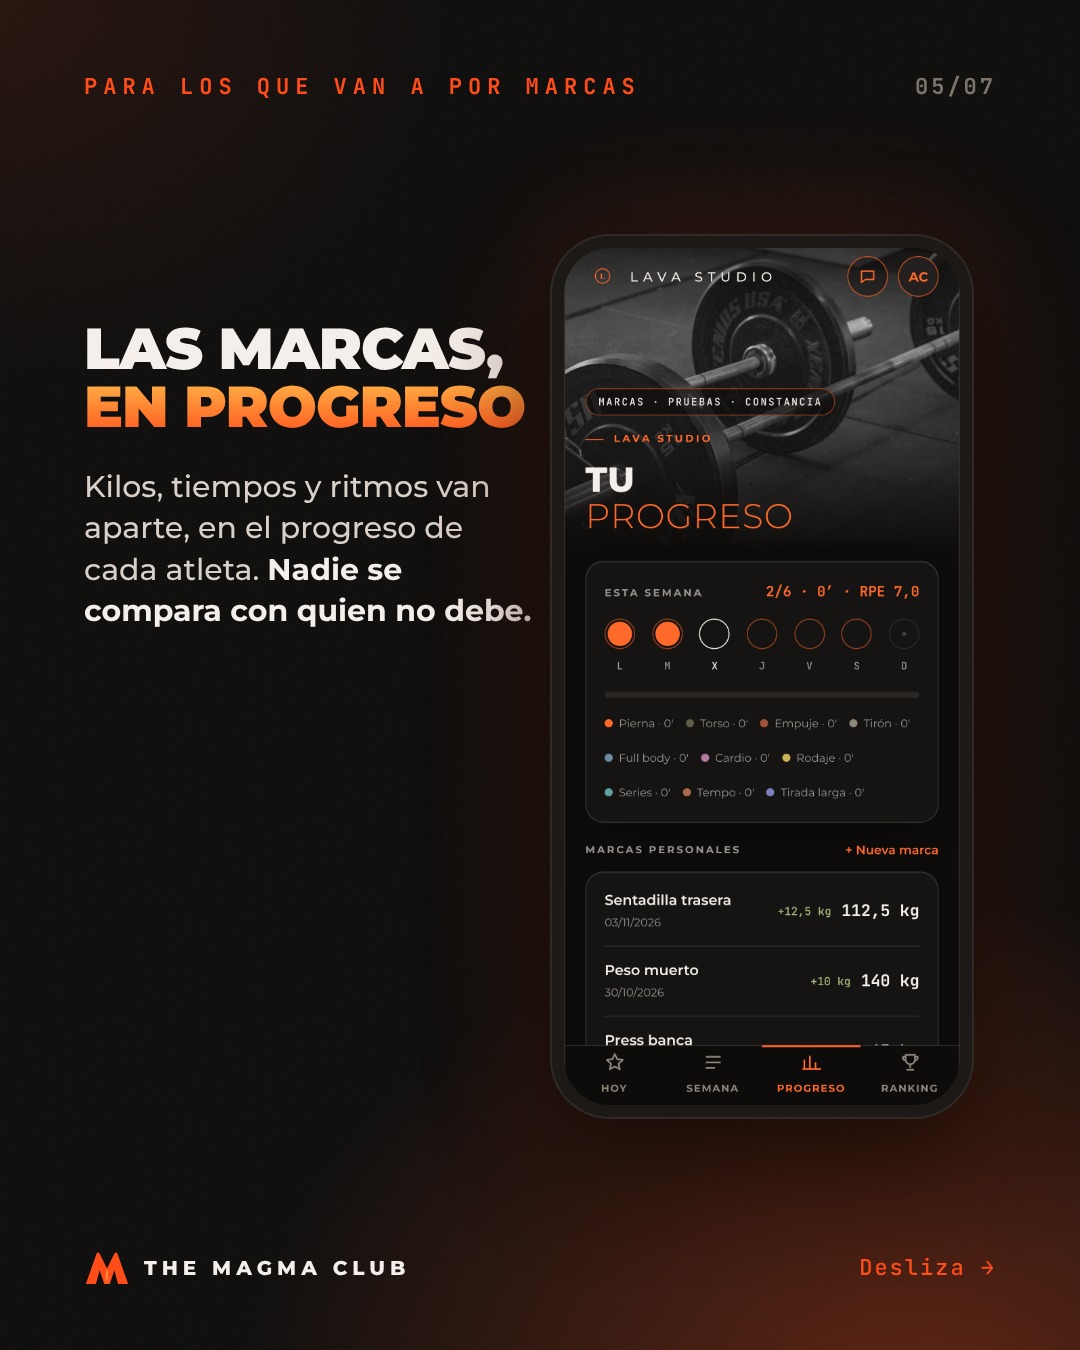 PARA LOS QUE VAN A POR MARCAS
05/07
LAS MARCAS,
EN PROGRESO
Kilos, tiempos y ritmos van
aparte, en el progreso de
cada atleta. Nadie se
compara con quien no debe.
L LAVA STUDIO
AC
MARCAS · PRUEBAS · CONSTANCIA
LAVA STUDIO
TU
PROGRESO
ESTA SEMANA
2/6 · 0’ · RPE 7,0
L M X J V S D
Pierna · 0' Torso · 0' Empuje · 0' Tirón · 0'
Full body · 0' Cardio · 0' Rodaje · 0'
Series · 0' Tempo · 0' Tirada larga · 0'
MARCAS PERSONALES
+ Nueva marca
Sentadilla trasera
03/11/2026
+12,5 kg 112,5 kg
Peso muerto
30/10/2026
+10 kg 140 kg
Press banca
HOY SEMANA PROGRESO RANKING
THE MAGMA CLUB
Desliza →